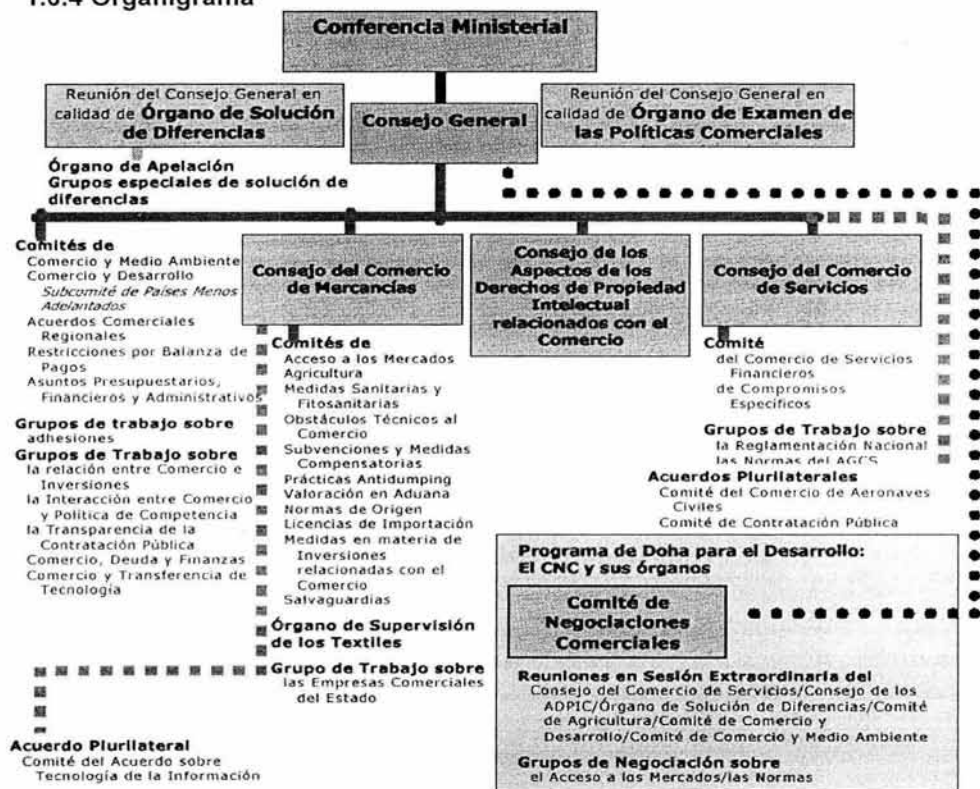 1.6.4 Organigrama
Conferencia Ministerial
Reunión del Consejo General en
calidad de Órgano de Solución
de Diferencias
Consejo General
Reunión del Consejo General en
calidad de Órgano de Examen de
las Políticas Comerciales
Órgano de Apelación
Grupos especiales de solución de
diferencias
Comités de
Comercio y Medio Ambiente
Comercio y Desarrollo
Subcomité de Países Menos
Adelantados
Acuerdos Comerciales
Regionales
Restricciones por Balanza de
Pagos
Asuntos Presupuestarios,
Financieros y Administrativos
Grupos de trabajo sobre
adhesiones
Grupos de Trabajo sobre
la relación entre Comercio e
Inversiones
la Interacción entre Comercio
y Política de Competencia
la Transparencia de la
Contratación Pública
Comercio, Deuda y Finanzas
Comercio y Transferencia de
Tecnología
Consejo del Comercio
de Mercancías
Comités de
Acceso a los Mercados
Agricultura
Medidas Sanitarias y
Fitosanitarias
Obstáculos Técnicos al
Comercio
Subvenciones y Medidas
Compensatorias
Prácticas Antidumping
Valoración en Aduana
Normas de Origen
Licencias de Importación
Medidas en materia de
Inversiones
relacionadas con el
Comercio
Salvaguardias
Órgano de Supervisión
de los Textiles
Grupo de Trabajo sobre
las Empresas Comerciales
del Estado
Acuerdo Plurilateral
Comité del Acuerdo sobre
Tecnología de la Información
Consejo de los
Aspectos de los
Derechos de Propiedad
Intelectual
relacionados con el
Comercio
Consejo del Comercio
de Servicios
Comité
del Comercio de Servicios
Financieros
de Compromisos
Específicos
Grupos de Trabajo sobre
la Reglamentación Nacional
las Normas del AGCS
Acuerdos Plurilaterales
Comité del Comercio de Aeronaves
Civiles
Comité de Contratación Pública
Programa de Doha para el Desarrollo:
El CNC y sus órganos
Comité de
Negociaciones
Comerciales
Reuniones en Sesión Extraordinaria del
Consejo del Comercio de Servicios/Consejo de los
ADPIC/Órgano de Solución de Diferencias/Comité
de Agricultura/Comité de Comercio y
Desarrollo/Comité de Comercio y Medio Ambiente
Grupos de Negociación sobre
el Acceso a los Mercados/las Normas